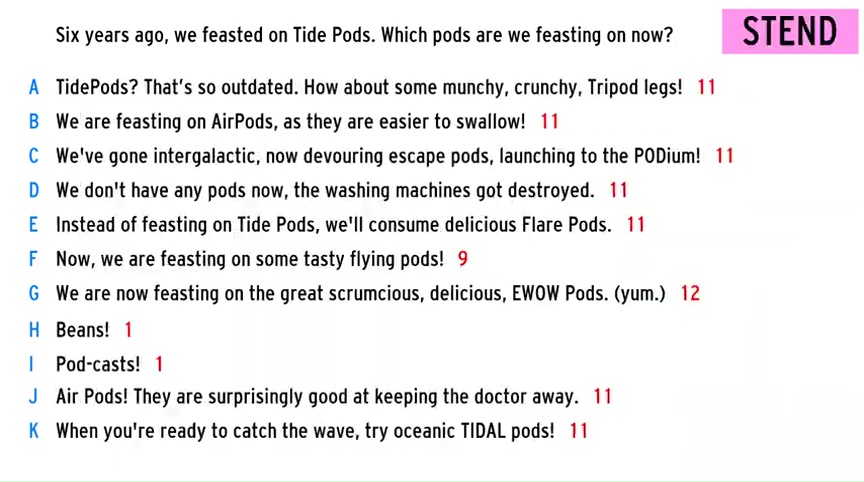 Six years ago, we feasted on Tide Pods. Which pods are we feasting on now?
STEND
A TidePods? That's so outdated. How about some munchy, crunchy, Tripod legs! 11
B We are feasting on AirPods, as they are easier to swallow! 11
C We've gone intergalactic, now devouring escape pods, launching to the PODium! 11
D We don't have any pods now, the washing machines got destroyed. 11
E Instead of feasting on Tide Pods, we'll consume delicious Flare Pods. 11
F Now, we are feasting on some tasty flying pods! 9
G We are now feasting on the great scrumcious, delicious, EWOW Pods. (yum.) 12
H Beans! 1
I Pod-casts! 1
J Air Pods! They are surprisingly good at keeping the doctor away. 11
K When you're ready to catch the wave, try oceanic TIDAL pods! 11